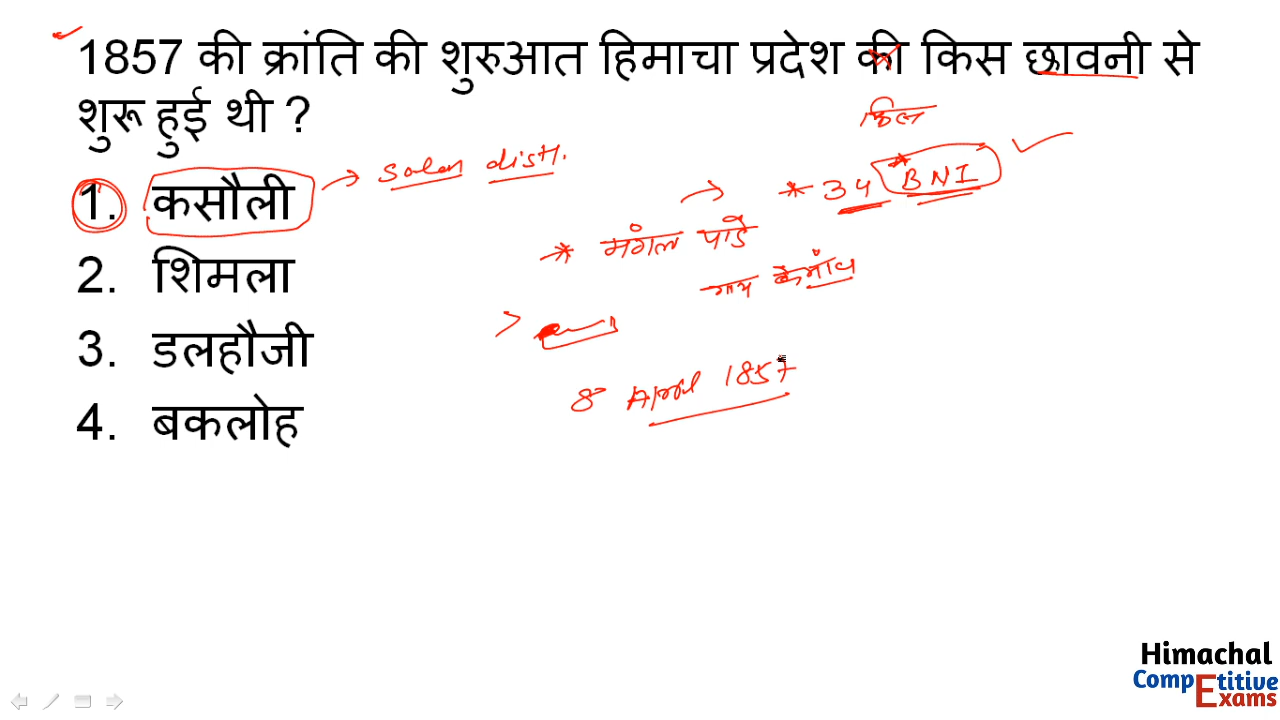 1857 की क्रांति की शुरुआत हिमाचा प्रदेश की किस छावनी से
शुरू हुई थी ?
1. कसौली
Solan distt.
* 34 BNI
* मंगल पांडे
2. शिमला
गाय के मांस
3. डलहौजी
8 April 1857
4. बकलोह
Himachal
Competitive
Exams